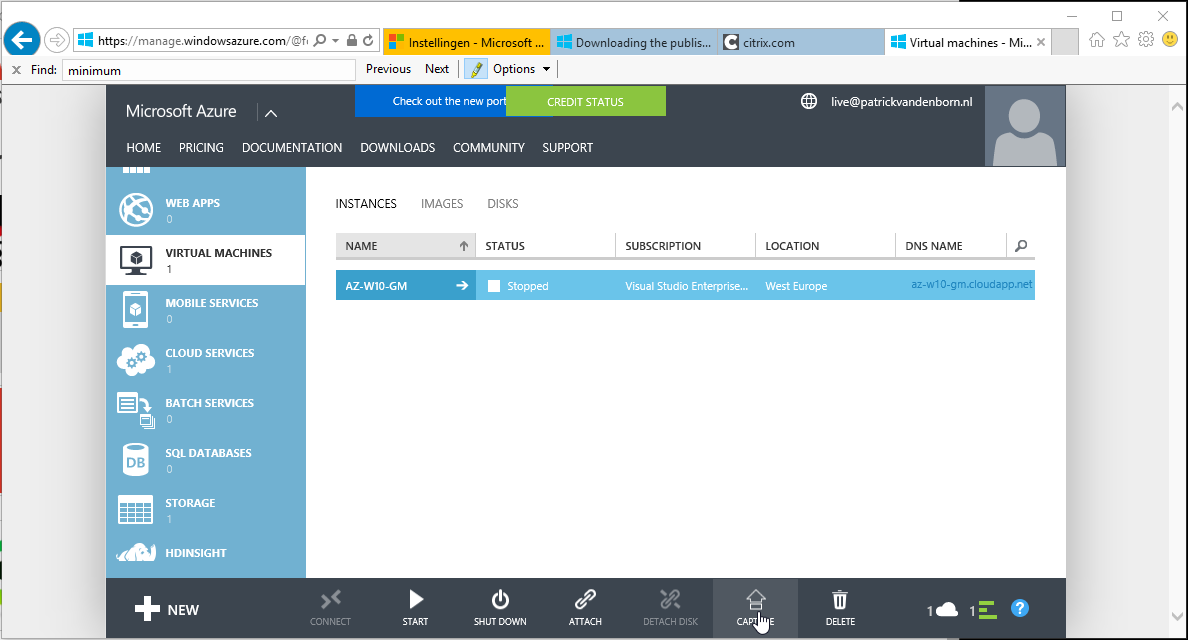 https://manage.windowsazure.com/@f
Instellingen - Microsoft ...
Downloading the publis...
citrix.com
Virtual machines - Mi...
Find:
minimum
Previous
Next
Options
Microsoft Azure
Check out the new port
CREDIT STATUS
live@patrickvandenborn.nl
HOME
PRICING
DOCUMENTATION
DOWNLOADS
COMMUNITY
SUPPORT
WEB APPS
0
VIRTUAL MACHINES
1
MOBILE SERVICES
0
CLOUD SERVICES
1
BATCH SERVICES
0
DB
SQL DATABASES
0
STORAGE
1
HDINSIGHT
INSTANCES
IMAGES
DISKS
NAME
STATUS
SUBSCRIPTION
LOCATION
DNS NAME
AZ-W10-GM
Stopped
Visual Studio Enterprise...
West Europe
az-w10-gm.cloudapp.net
NEW
CONNECT
START
SHUT DOWN
ATTACH
DETACH DISK
CAPTURE
DELETE
1
1
?